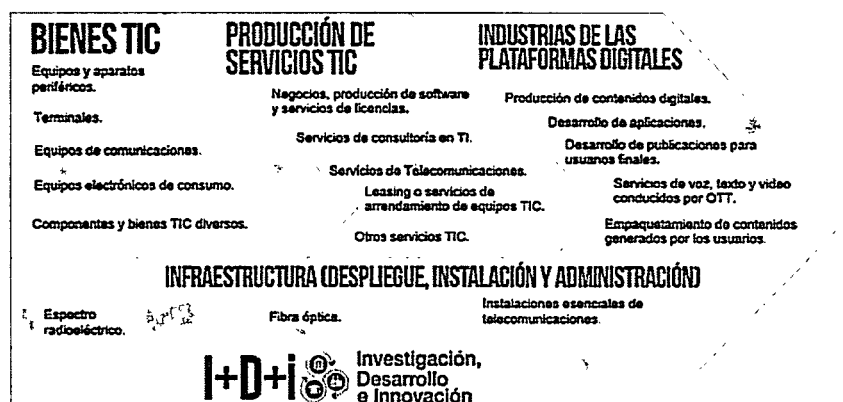 BIENES TIC
Equipos y aparatos
periféricos.
Terminales.
Equipos de comunicaciones.
Equipos electrónicos de consumo.
Componentes y bienes TIC diversos.
PRODUCCIÓN DE
SERVICIOS TIC
Negocios, producción de software
y servicios de licencias.
Servicios de consultoría en TI.
Servicios de Telecomunicaciones.
Leasing o servicios de
arrendamiento de equipos TIC.
Otros servicios TIC.
INDUSTRIAS DE LAS
PLATAFORMAS DIGITALES
Producción de contenidos digitales.
Desarrollo de aplicaciones.
Desarrollo de publicaciones para
usuarios finales.
Servicios de voz, texto y video
conducidos por OTT.
Empaquetamiento de contenidos
generados por los usuarios.
INFRAESTRUCTURA (DESPLIEGUE, INSTALACIÓN Y ADMINISTRACIÓN)
Espectro
radioeléctrico.
Fibra óptica.
Instalaciones esenciales de
telecomunicaciones.
I+D+i
Investigación,
Desarrollo
e Innovación